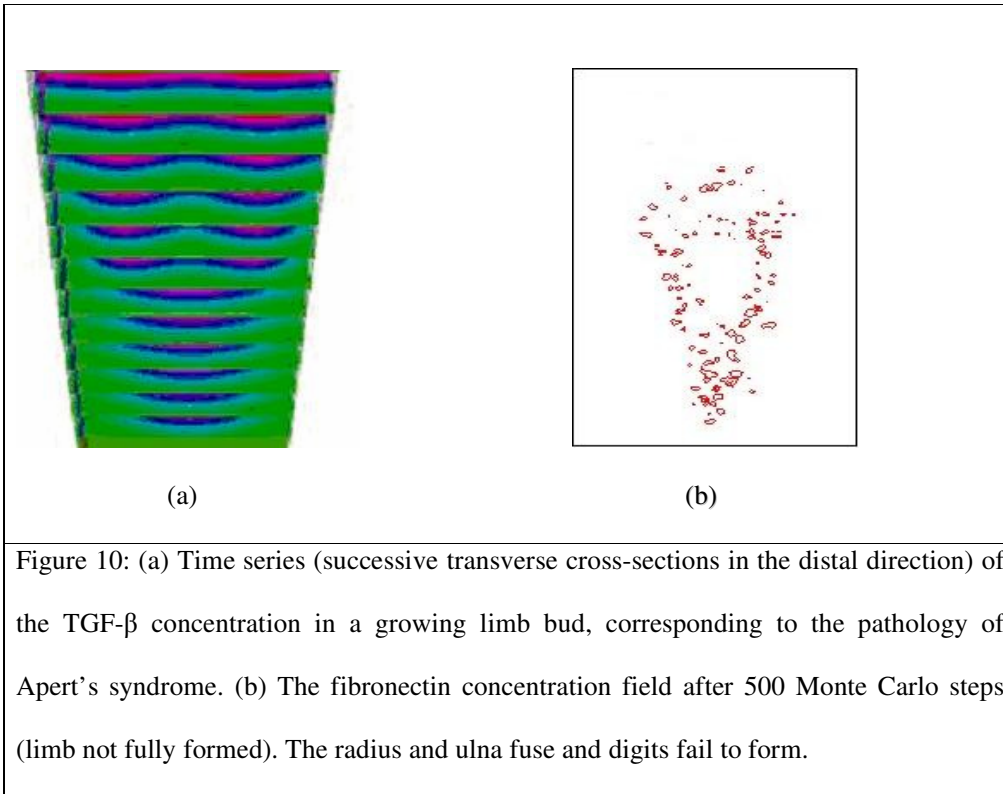 (a)
(b)
Figure 10: (a) Time series (successive transverse cross-sections in the distal direction) of
the TGF-β concentration in a growing limb bud, corresponding to the pathology of
Apert's syndrome. (b) The fibronectin concentration field after 500 Monte Carlo steps
(limb not fully formed). The radius and ulna fuse and digits fail to form.